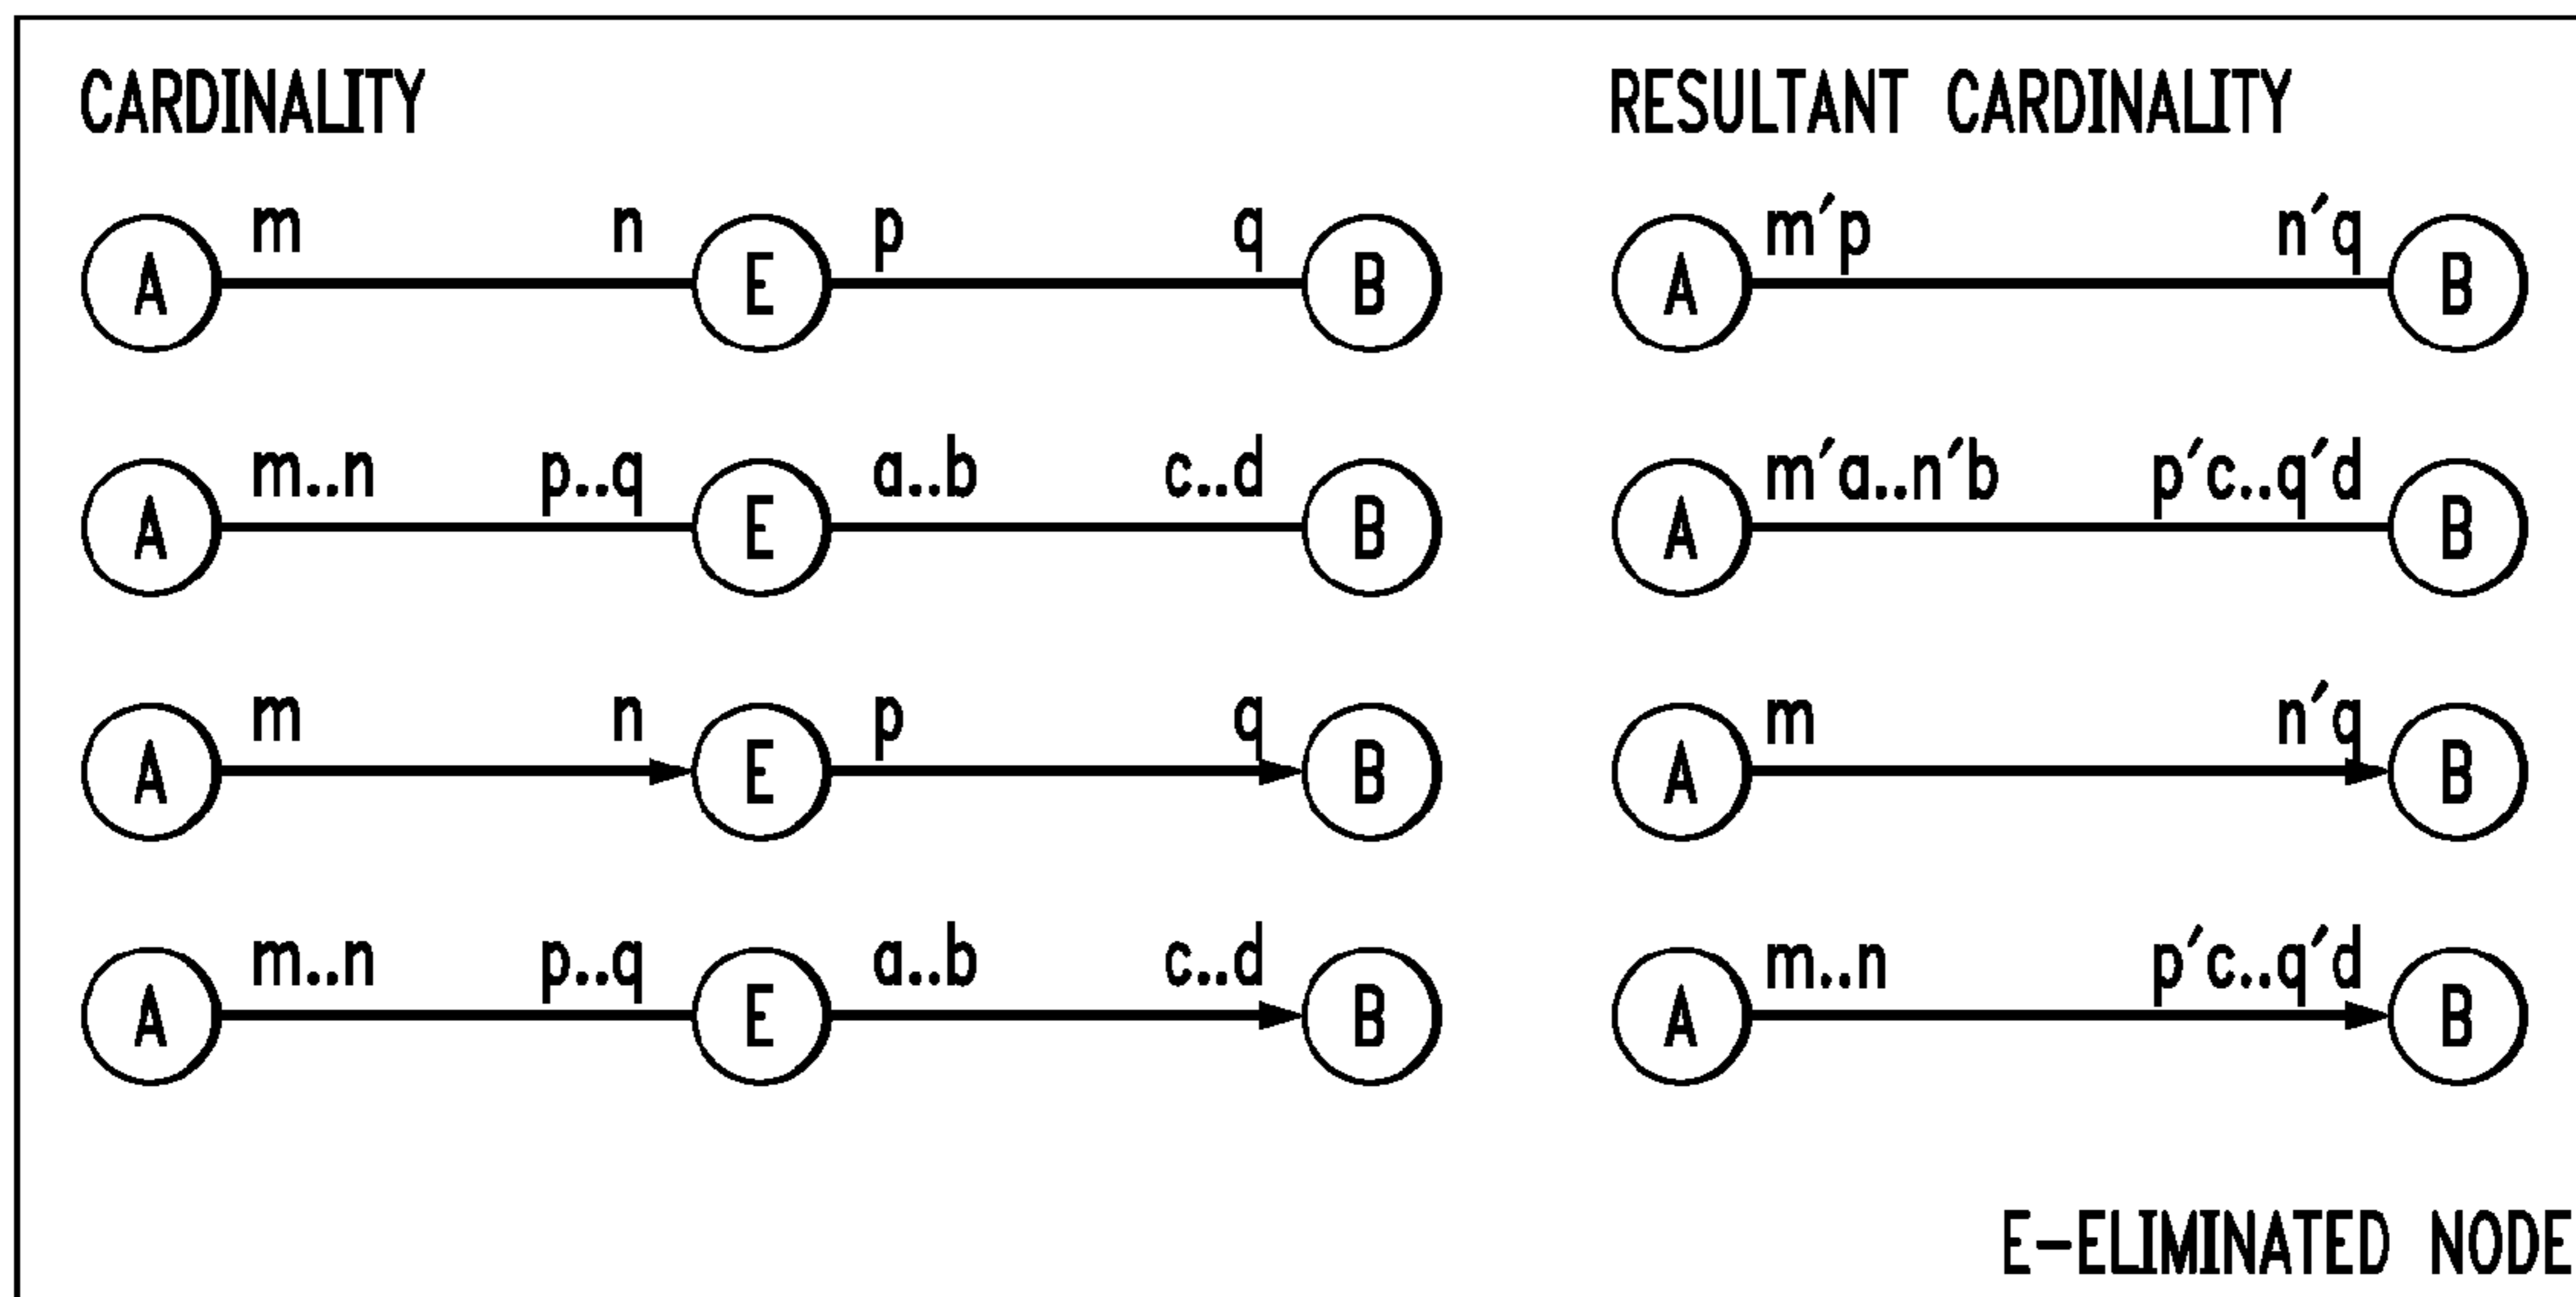 CARDINALITY RESULTANT CARDINALITY
m n p q m'p n'q
A E B A B
m..n p..q a..b c..d m'a..n'b p'c..q'd
A E B A B
m n p q m n'q
A E B A B
m..n p..q a..b c..d m..n p'c..q'd
A E B A B
E-ELIMINATED NODE